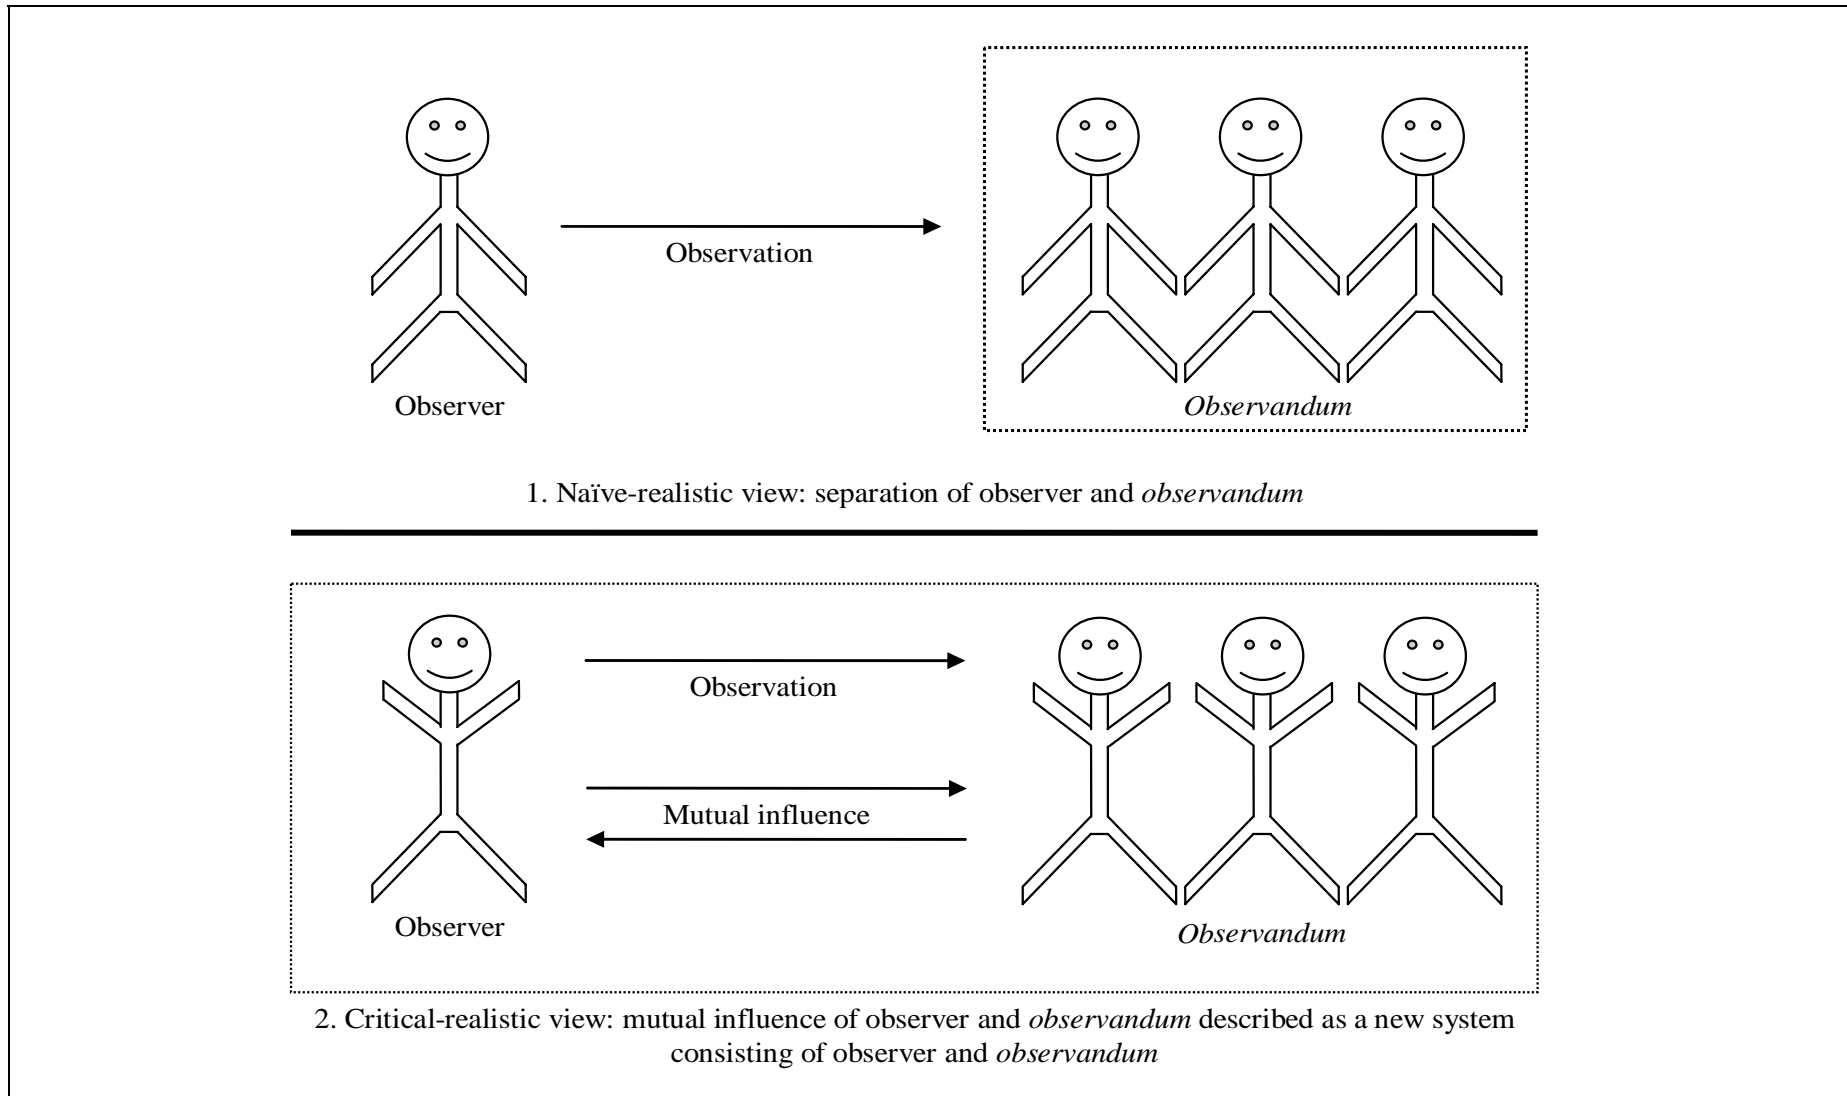 Observation
Observer
Observandum
1. Naïve-realistic view: separation of observer and observandum
Observation
Mutual influence
Observer
Observandum
2. Critical-realistic view: mutual influence of observer and observandum described as a new system
consisting of observer and observandum